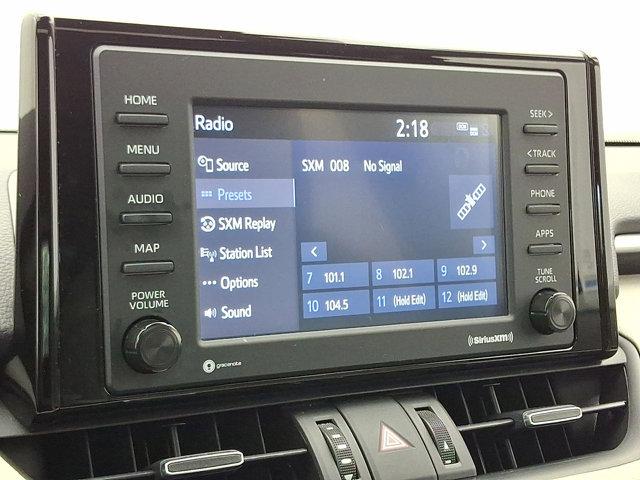 HOME
MENU
AUDIO
MAP
POWER
VOLUME
gracenote
Radio
2:18
DCM
Source
Presets
SXM Replay
Station List
Options
Sound
SXM 008 No Signal
<
>
7 101.1 8 102.1 9 102.9
10 104.5 11 (Hold Edit) 12 (Hold Edit)
SEEK >
< TRACK
PHONE
APPS
TUNE
SCROLL
((SiriusXM))